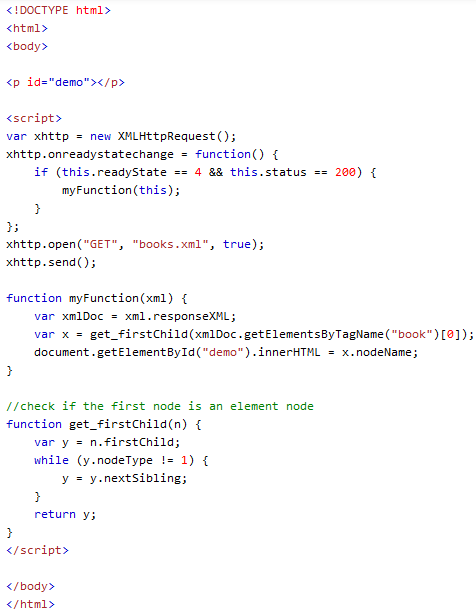 <!DOCTYPE html>
<html>
<body>

<p id="demo"></p>

<script>
var xhttp = new XMLHttpRequest();
xhttp.onreadystatechange = function() {
    if (this.readyState == 4 && this.status == 200) {
        myFunction(this);
    }
};
xhttp.open("GET", "books.xml", true);
xhttp.send();

function myFunction(xml) {
    var xmlDoc = xml.responseXML;
    var x = get_firstChild(xmlDoc.getElementsByTagName("book")[0]);
    document.getElementById("demo").innerHTML = x.nodeName;
}

//check if the first node is an element node
function get_firstChild(n) {
    var y = n.firstChild;
    while (y.nodeType != 1) {
        y = y.nextSibling;
    }
    return y;
}
</script>

</body>
</html>